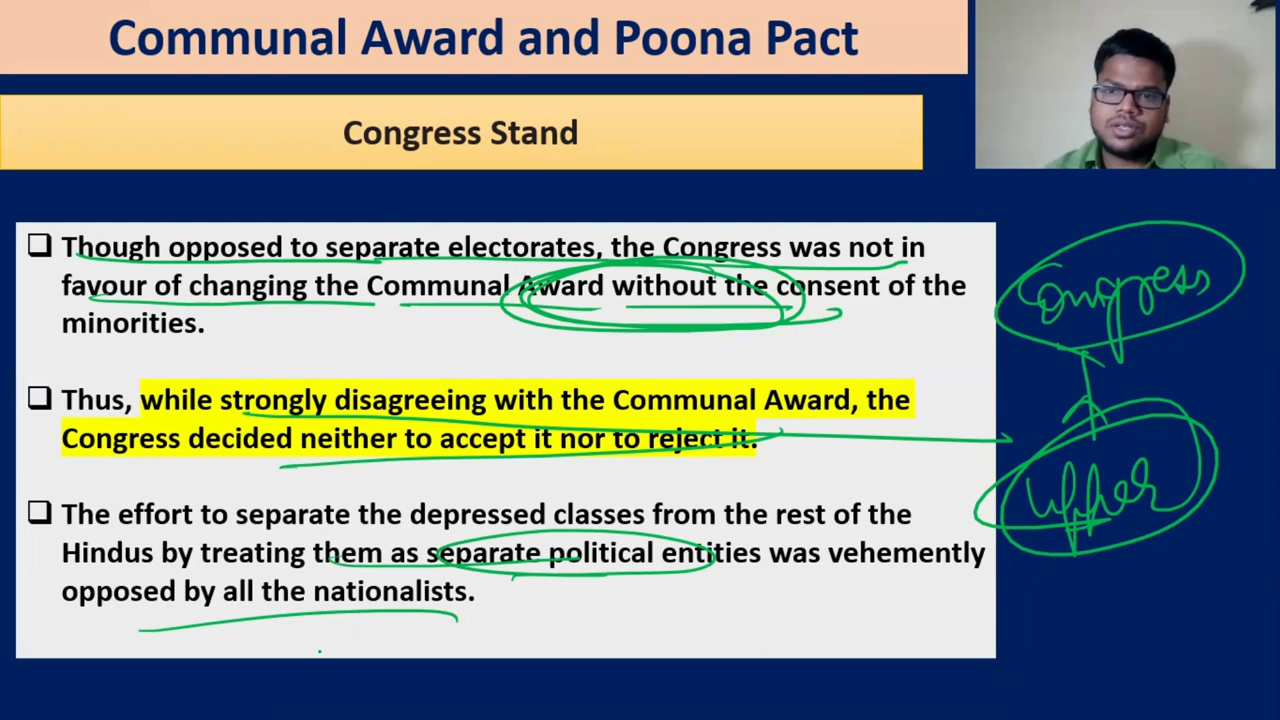 Communal Award and Poona Pact
Congress Stand
❑ Though opposed to separate electorates, the Congress was not in
favour of changing the Communal Award without the consent of the
minorities.
❑ Thus, while strongly disagreeing with the Communal Award, the
Congress decided neither to accept it nor to reject it.
❑ The effort to separate the depressed classes from the rest of the
Hindus by treating them as separate political entities was vehemently
opposed by all the nationalists.
Congress
Upper